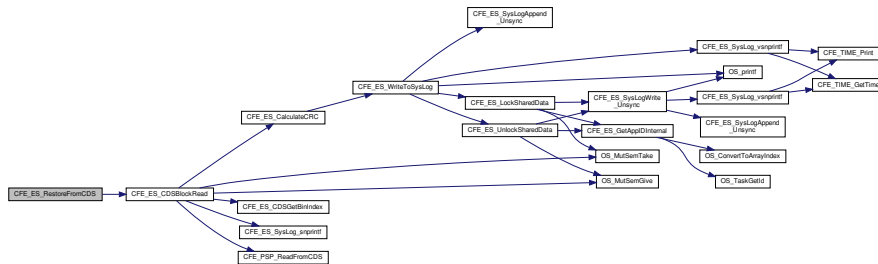 CFE_ES_SysLogAppend
_Unsync
CFE_ES_SysLog_vsnprintf
CFE_TIME_Print
OS_printf
CFE_ES_WriteToSysLog
CFE_TIME_GetTime
CFE_ES_SysLogWrite
_Unsync
CFE_ES_SysLog_vsnprintf
CFE_ES_LockSharedData
CFE_ES_CalculateCRC
CFE_ES_SysLogAppend
_Unsync
CFE_ES_UnlockSharedData
CFE_ES_GetAppIDInternal
OS_MutSemTake
OS_ConvertToArrayIndex
OS_MutSemGive
OS_TaskGetId
CFE_ES_RestoreFromCDS
CFE_ES_CDSBlockRead
CFE_ES_CDSGetBinIndex
CFE_ES_SysLog_snprintf
CFE_PSP_ReadFromCDS